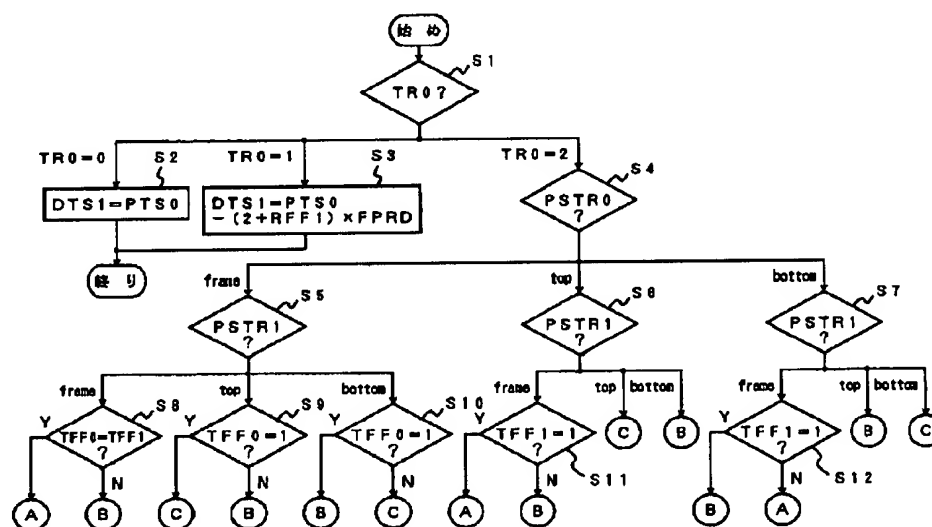 始め
S1
TR0?
TR0=0
S2
TR0=1
S3
TR0=2
S4
DTS1=PTS0
DTS1=PTS0
-(2+RFF1)×FPRD
PSTR0
?
終り
frame
S5
top
S6
bottom
S7
PSTR1
?
PSTR1
?
PSTR1
?
frame
top
bottom
frame
top
bottom
frame
top
bottom
Y
S8
Y
S9
Y
S10
Y
Y
TFF0=TFF1
?
TFF0=1
?
TFF0=1
?
TFF1=1
?
C
B
TFF1=1
?
B
C
N
N
N
N
S11
N
S12
A
B
C
B
B
C
A
B
B
A